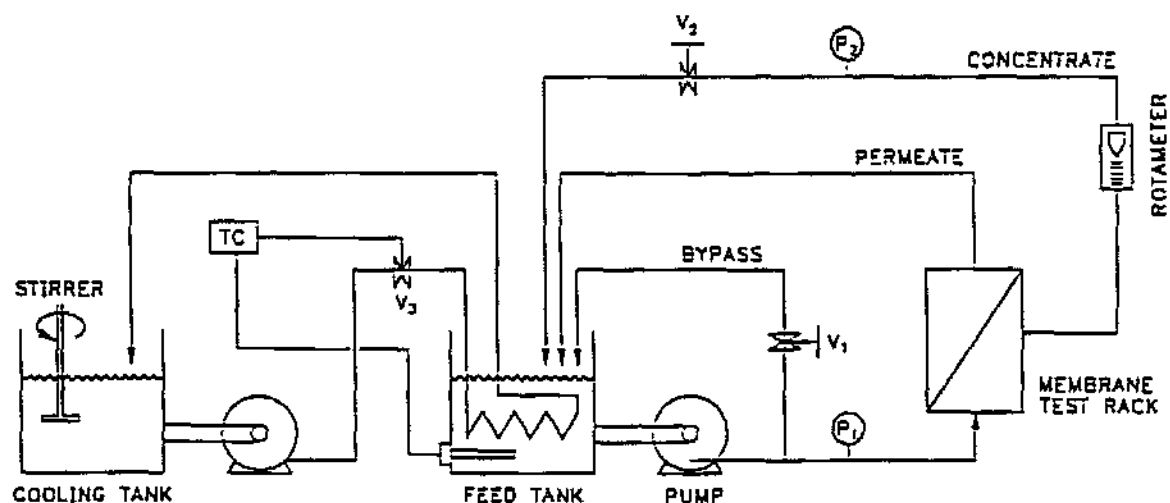 V₂
P₂
CONCENTRATE
ROTAMETER
PERMEATE
TC
BYPASS
STIRRER
V₃
V₁
MEMBRANE
TEST RACK
P₁
COOLING TANK
FEED TANK
PUMP